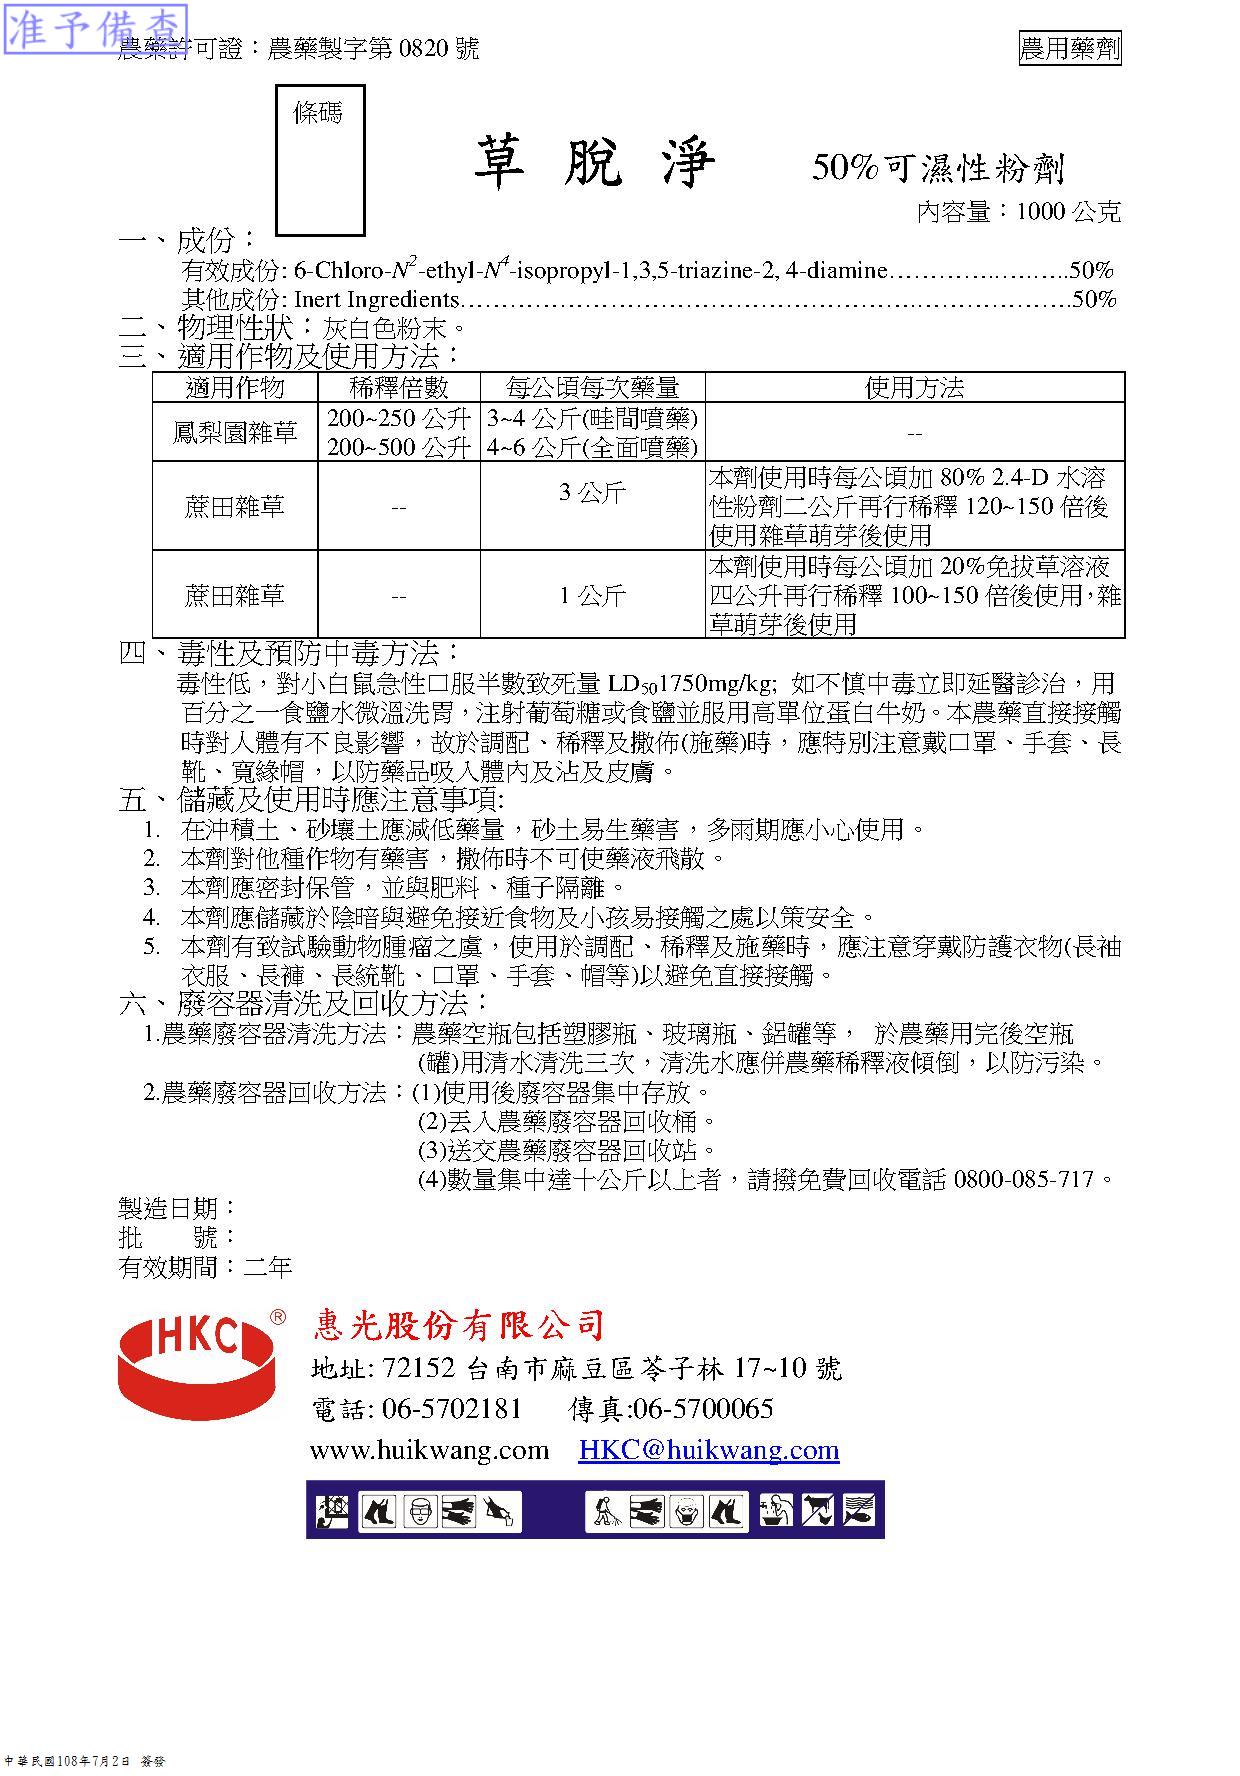 准予備查
農藥許可證：農藥製字第 0820 號
農用藥劑
條碼
草 脫 淨 50%可濕性粉劑
內容量：1000 公克
一、成份：
有效成份: 6-Chloro-N2-ethyl-N4-isopropyl-1,3,5-triazine-2, 4-diamine…………………..50%
其他成份: Inert Ingredients……………………………………………………………….50%
二、物理性狀：灰白色粉末。
三、適用作物及使用方法：
適用作物 稀釋倍數 每公頃每次藥量 使用方法
鳳梨園雜草 200~250 公升 3~4 公斤(畦間噴藥) --
200~500 公升 4~6 公斤(全面噴藥)
蔗田雜草 -- 3 公斤 本劑使用時每公頃加 80% 2.4-D 水溶
性粉劑二公斤再行稀釋 120~150 倍後
使用雜草萌芽後使用
蔗田雜草 -- 1 公斤 本劑使用時每公頃加 20%免拔草溶液
四公升再行稀釋 100~150 倍後使用，雜
草萌芽後使用
四、毒性及預防中毒方法：
毒性低，對小白鼠急性口服半數致死量 LD501750mg/kg; 如不慎中毒立即延醫診治，用
百分之一食鹽水微溫洗胃，注射葡萄糖或食鹽並服用高單位蛋白牛奶。本農藥直接接觸
時對人體有不良影響，故於調配、稀釋及撒佈(施藥)時，應特別注意戴口罩、手套、長
靴、寬緣帽，以防藥品吸入體內及沾及皮膚。
五、儲藏及使用時應注意事項:
1. 在沖積土、砂壤土應減低藥量，砂土易生藥害，多雨期應小心使用。
2. 本劑對他種作物有藥害，撒佈時不可使藥液飛散。
3. 本劑應密封保管，並與肥料、種子隔離。
4. 本劑應儲藏於陰暗與避免接近食物及小孩易接觸之處以策安全。
5. 本劑有致試驗動物腫瘤之虞，使用於調配、稀釋及施藥時，應注意穿戴防護衣物(長袖
衣服、長褲、長統靴、口罩、手套、帽等)以避免直接接觸。
六、廢容器清洗及回收方法：
1.農藥廢容器清洗方法：農藥空瓶包括塑膠瓶、玻璃瓶、鋁罐等， 於農藥用完後空瓶
(罐)用清水清洗三次，清洗水應併農藥稀釋液傾倒，以防污染。
2.農藥廢容器回收方法：(1)使用後廢容器集中存放。
(2)丟入農藥廢容器回收桶。
(3)送交農藥廢容器回收站。
(4)數量集中達十公斤以上者，請撥免費回收電話 0800-085-717。
製造日期：
批 號：
有效期間：二年
HKC ®
惠光股份有限公司
地址: 72152 台南市麻豆區苓子林 17~10 號
電話: 06-5702181 傳真:06-5700065
www.huikwang.com HKC@huikwang.com
中華民國108年7月2日 簽發